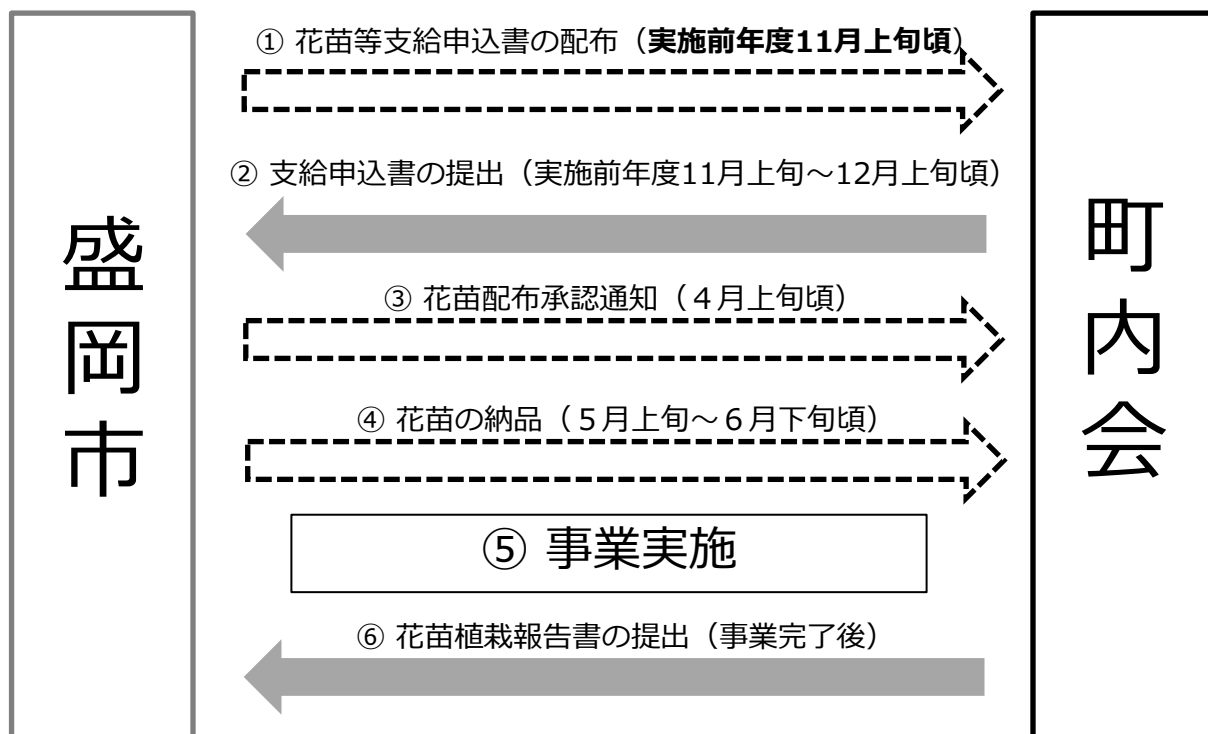 ① 花苗等支給申込書の配布（実施前年度11月上旬頃）
② 支給申込書の提出（実施前年度11月上旬～12月上旬頃）
盛岡市
町内会
③ 花苗配布承認通知（４月上旬頃）
④ 花苗の納品（５月上旬～６月下旬頃）
⑤ 事業実施
⑥ 花苗植栽報告書の提出（事業完了後）